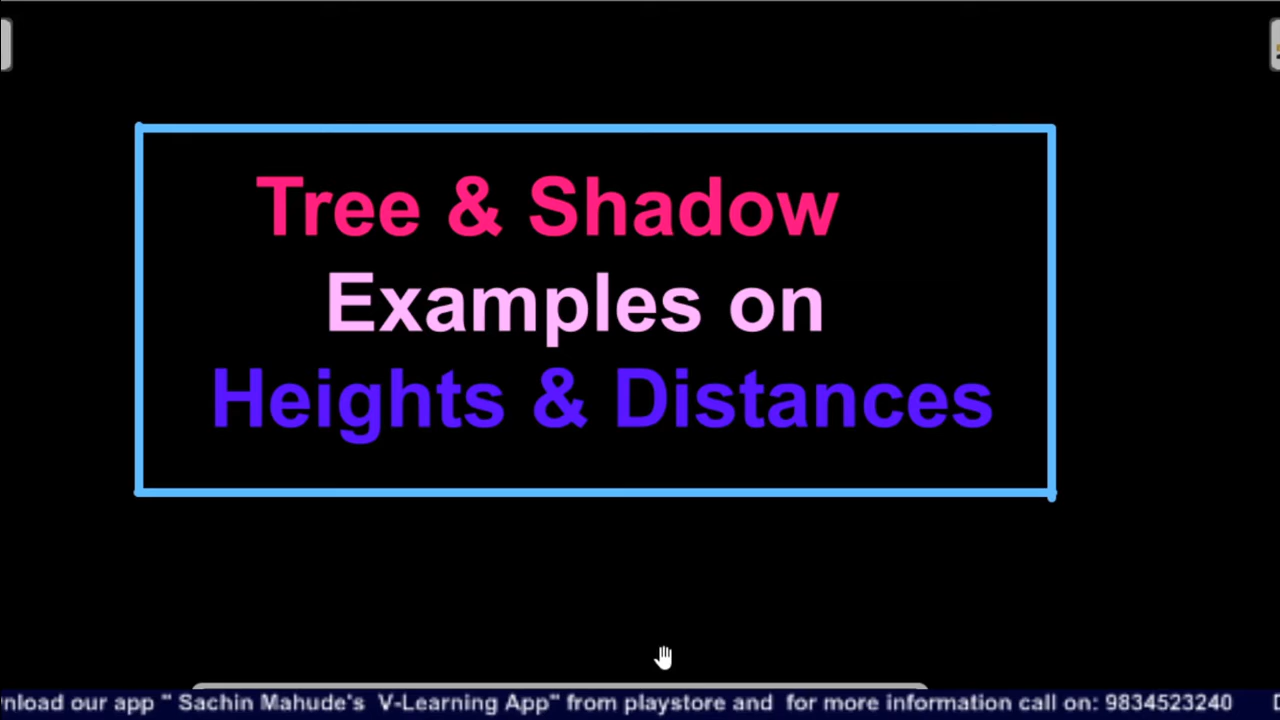 Tree & Shadow
Examples on
Heights & Distances
our app " Sachin Mahude's V-Learning App" from playstore and for more information call on: 9834523240